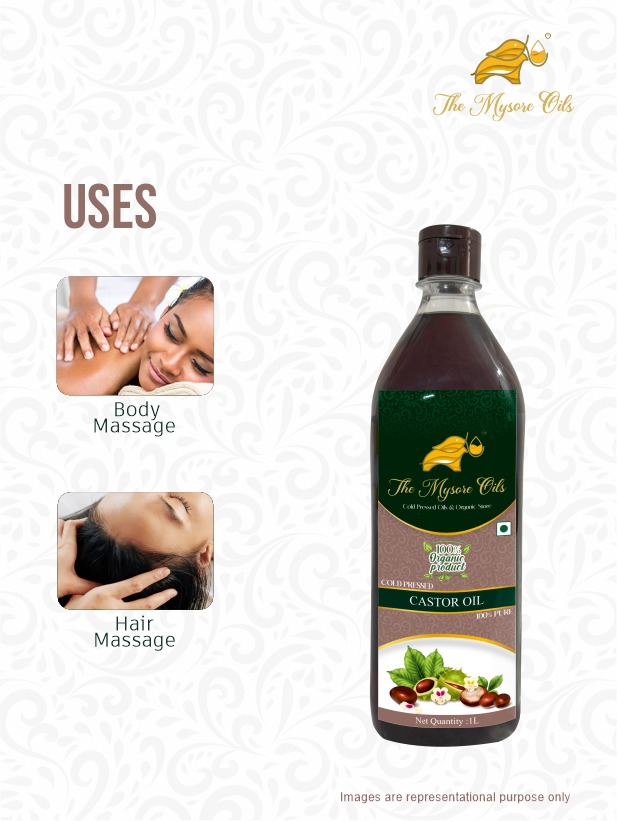 The Mysore Oils
USES
Body
Massage
Hair
Massage
The Mysore Oils
Cold Pressed Oils & Organic Store
100%
Organic
product
COLD PRESSED
CASTOR OIL
100% PURE
Net Quantity :1L
Images are representational purpose only